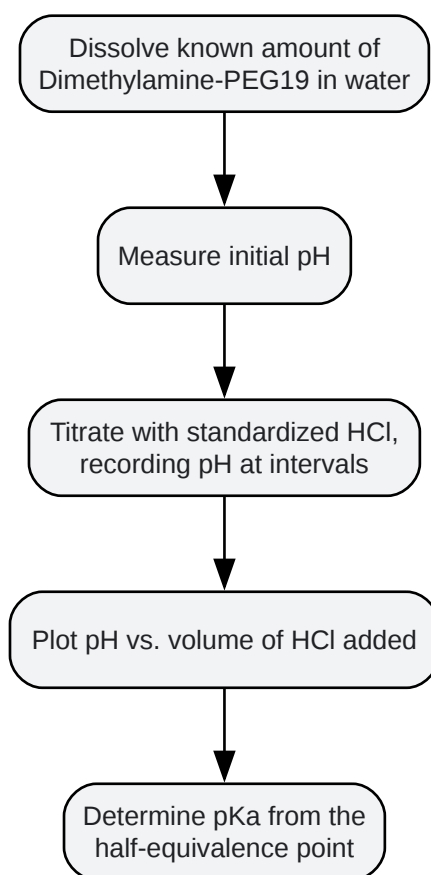 Dissolve known amount of
Dimethylamine-PEG19 in water
Measure initial pH
Titrate with standardized HCl,
recording pH at intervals
Plot pH vs. volume of HCl added
Determine pKa from the
half-equivalence point